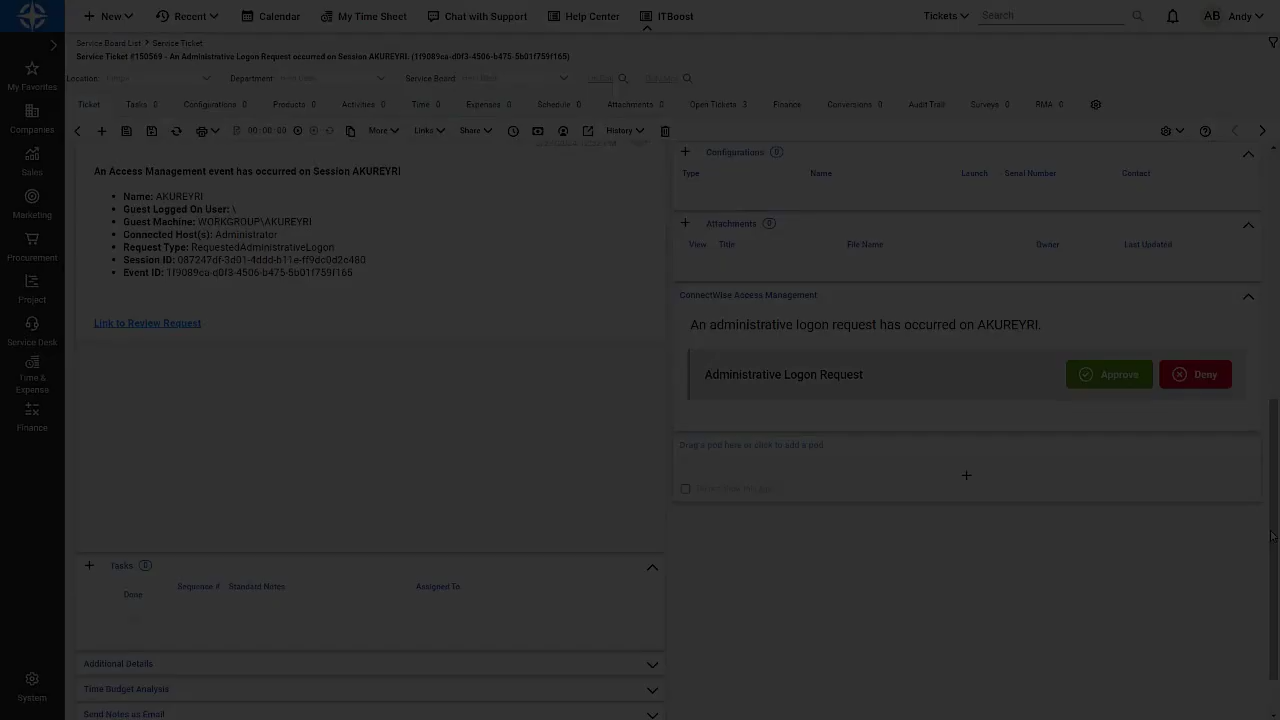 New
Recent
Calendar
My Time Sheet
Chat with Support
Help Center
ITBoost
Tickets
Search
AB
Andy
My Favorites
Companies
Sales
Marketing
Procurement
Project
Service Desk
Time &
Expense
Finance
System
Service Board List > Service Ticket
Service Ticket #150569 - An Administrative Logon Request occurred on Session AKUREYRI. (1f9089ca-d0f3-4506-b475-5b01f759f165)
Location:
Department:
Service Board:
Ticket
Tasks 0
Configurations 0
Products 0
Activities 0
Time 0
Expenses 0
Schedule 0
Attachments 0
Open Tickets 3
Finance
Conversions 0
Audit Trail
Surveys 0
RMA 0
00:00:00
More
Links
Share
History
An Access Management event has occurred on Session AKUREYRI
• Name: AKUREYRI
• Guest Logged On User: \
• Guest Machine: WORKGROUP\AKUREYRI
• Connected Host(s): Administrator
• Request Type: RequestedAdministrativeLogon
• Session ID: 087247df-3d01-4ddd-b11e-ff9dc0d2c480
• Event ID: 1f9089ca-d0f3-4506-b475-5b01f759f165
Link to Review Request
Tasks 0
Done
Sequence #
Standard Notes
Assigned To
Additional Details
Time Budget Analysis
Send Notes as Email
Configurations 0
Type
Name
Launch
Serial Number
Contact
Attachments 0
View
Title
File Name
Owner
Last Updated
ConnectWise Access Management
An administrative logon request has occurred on AKUREYRI.
Administrative Logon Request
Approve
Deny
Drag a pod here or click to add a pod